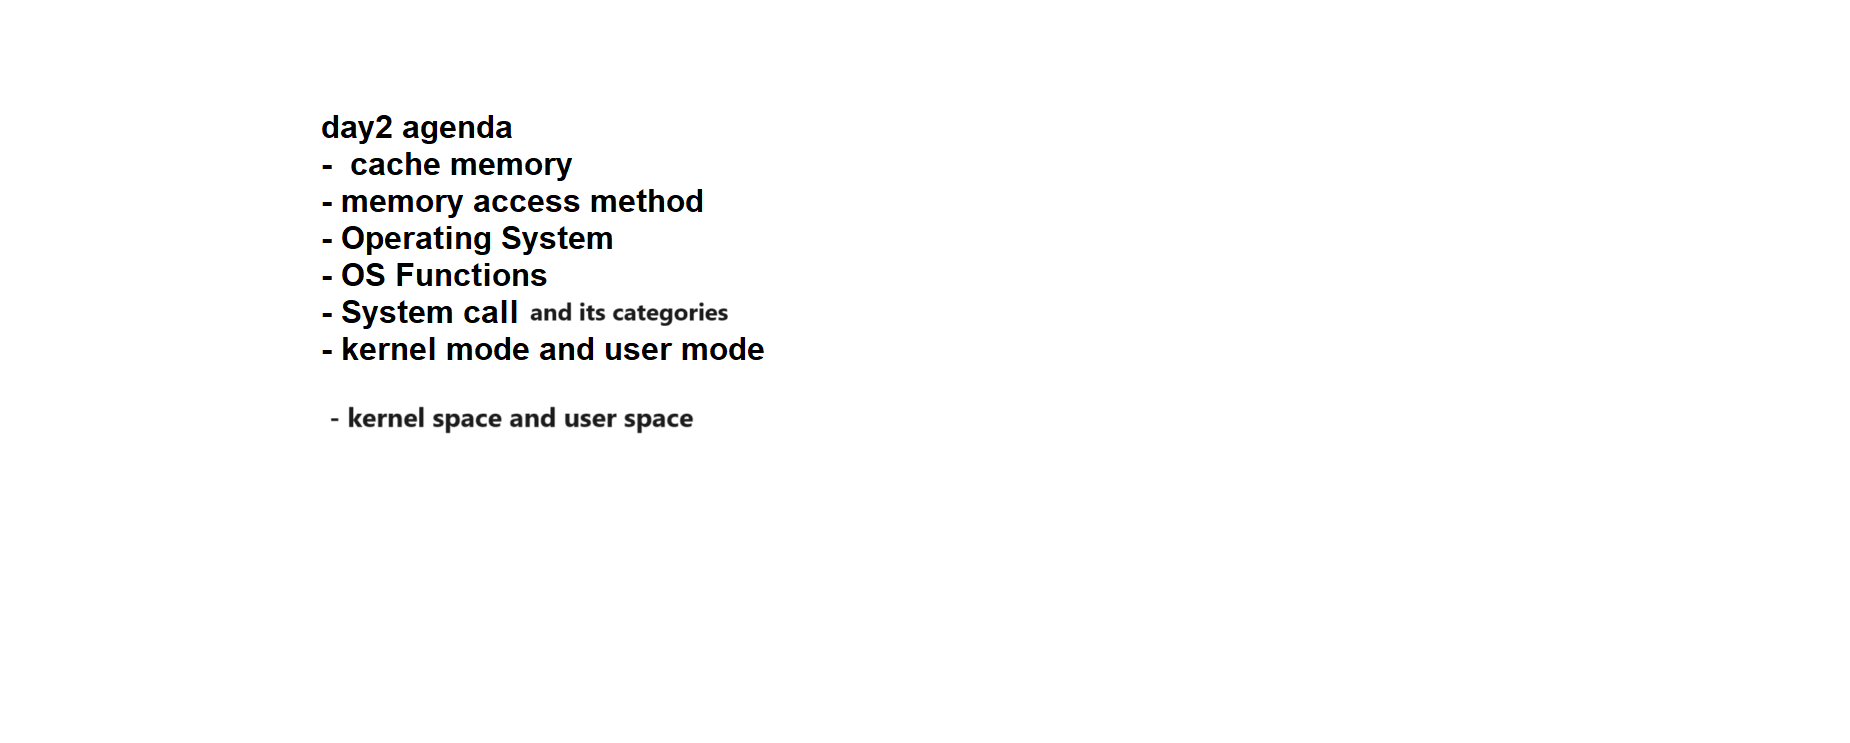 day2 agenda
-  cache memory
- memory access method
- Operating System
- OS Functions
- System call and its categories
- kernel mode and user mode
- kernel space and user space